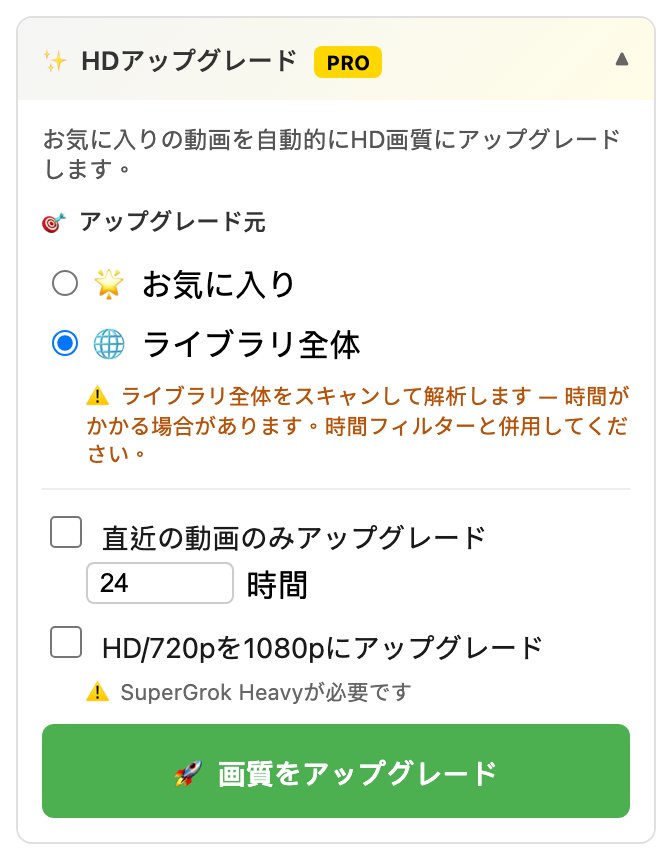 ✨ HDアップグレード PRO ▲
お気に入りの動画を自動的にHD画質にアップグレード
します。
🎯 アップグレード元
🌟 お気に入り
🌐 ライブラリ全体
⚠️ ライブラリ全体をスキャンして解析します — 時間が
かかる場合があります。時間フィルターと併用してくだ
さい。
直近の動画のみアップグレード
24 時間
HD/720pを1080pにアップグレード
⚠️ SuperGrok Heavyが必要です
🚀 画質をアップグレード